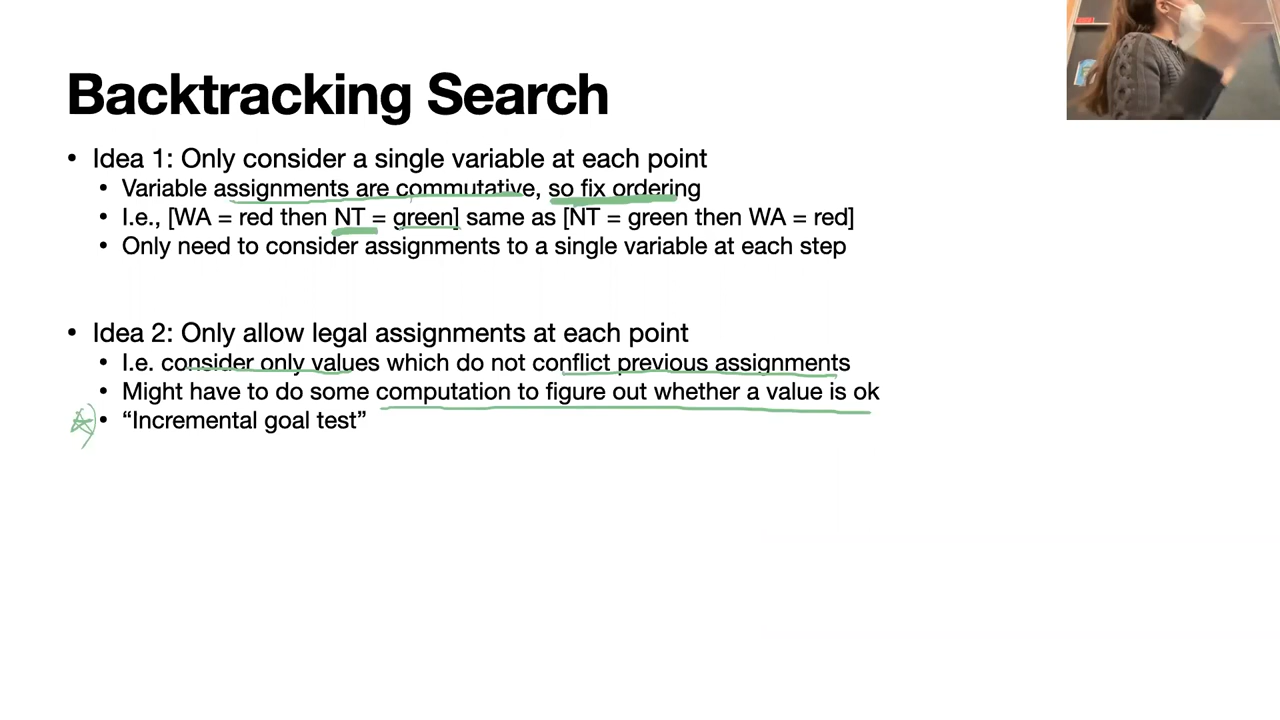 Backtracking Search
• Idea 1: Only consider a single variable at each point
• Variable assignments are commutative, so fix ordering
• I.e., [WA = red then NT = green] same as [NT = green then WA = red]
• Only need to consider assignments to a single variable at each step
• Idea 2: Only allow legal assignments at each point
• I.e. consider only values which do not conflict previous assignments
• Might have to do some computation to figure out whether a value is ok
• “Incremental goal test”